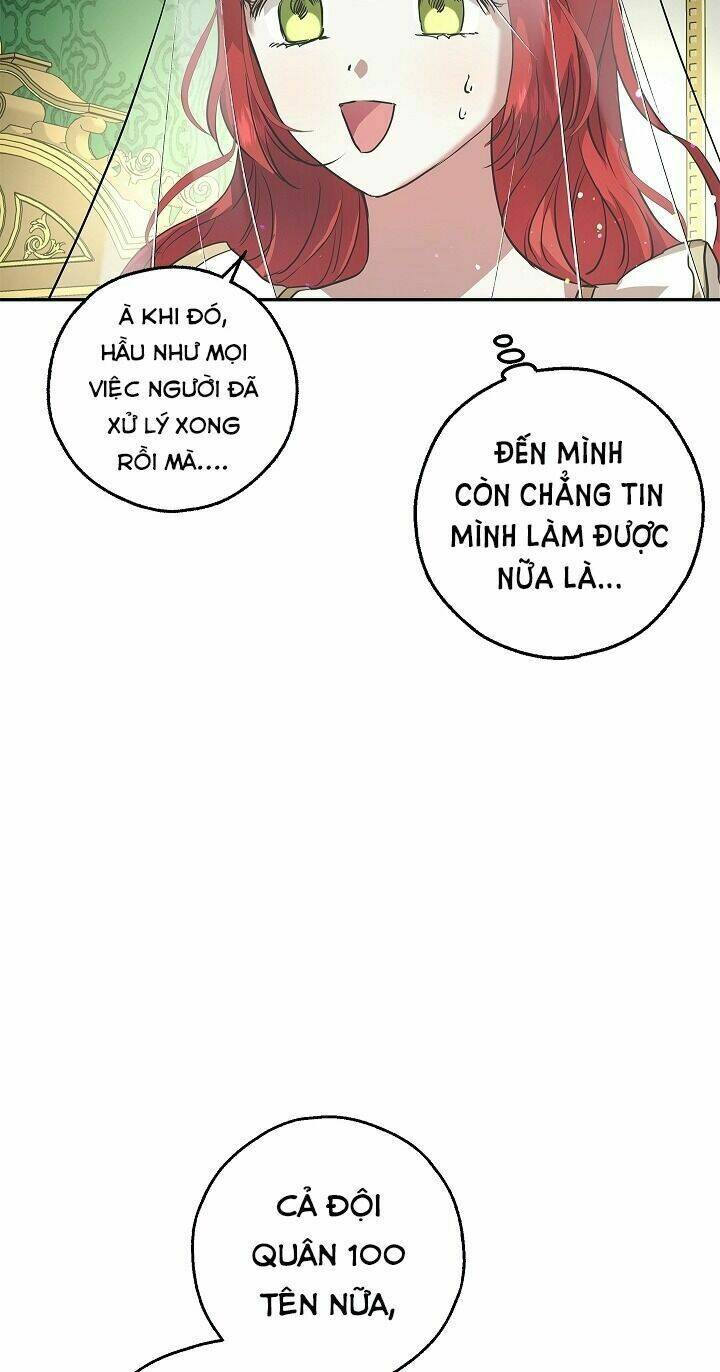 À KHI ĐÓ,
HẦU NHƯ MỌI
VIỆC NGƯỜI ĐÃ
XỬ LÝ XONG
RỒI MÀ....
ĐẾN MÌNH
CÒN CHẲNG TIN
MÌNH LÀM ĐƯỢC
NỮA LÀ...
CẢ ĐỘI
QUÂN 100
TÊN NỮA,